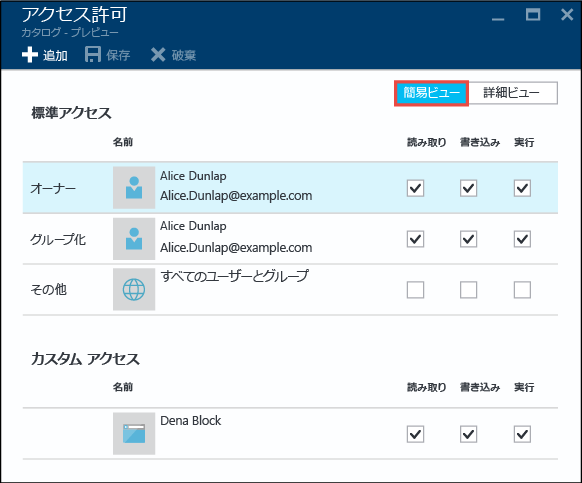 アクセス許可
カタログ - プレビュー
追加 保存 破棄
簡易ビュー 詳細ビュー
標準アクセス
名前 読み取り 書き込み 実行
オーナー Alice Dunlap
Alice.Dunlap@example.com
グループ化 Alice Dunlap
Alice.Dunlap@example.com
その他 すべてのユーザーとグループ
カスタム アクセス
名前 読み取り 書き込み 実行
Dena Block